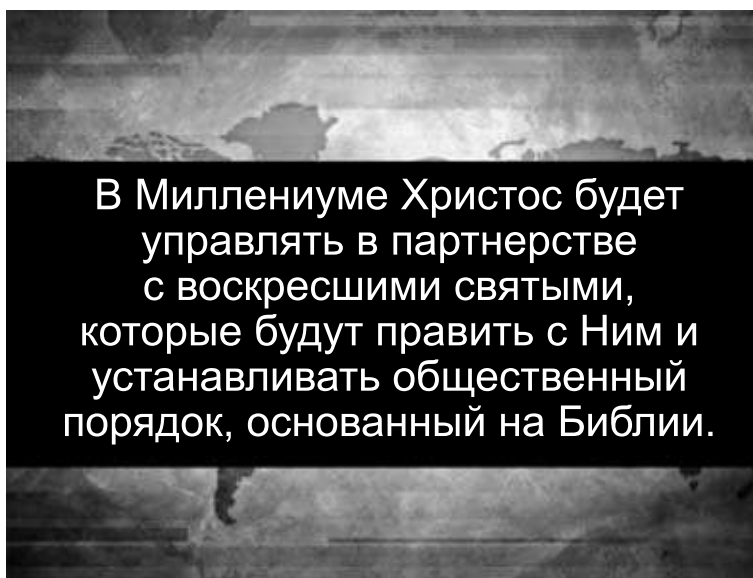 В Миллениуме Христос будет
управлять в партнерстве
с воскресшими святыми,
которые будут править с Ним и
устанавливать общественный
порядок, основанный на Библии.